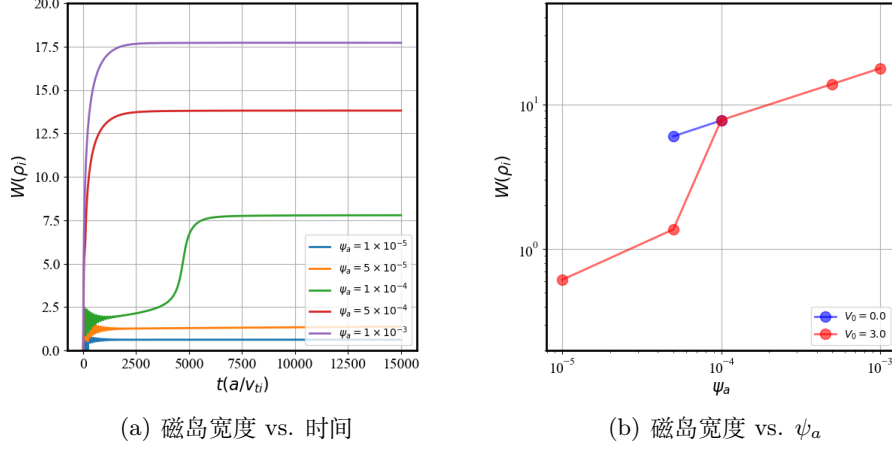 20.0
17.5
15.0
12.5
10.0
7.5
5.0
2.5
0.0
W(ρᵢ)
0
2500
5000
7500
10000
12500
15000
t(a/vₜᵢ)
ψₐ = 1 × 10⁻⁵
ψₐ = 5 × 10⁻⁵
ψₐ = 1 × 10⁻⁴
ψₐ = 5 × 10⁻⁴
ψₐ = 1 × 10⁻³
(a) 磁岛宽度 vs. 时间
10¹
10⁰
W(ρᵢ)
10⁻⁵
10⁻⁴
10⁻³
ψₐ
V₀ = 0.0
V₀ = 3.0
(b) 磁岛宽度 vs. ψₐ